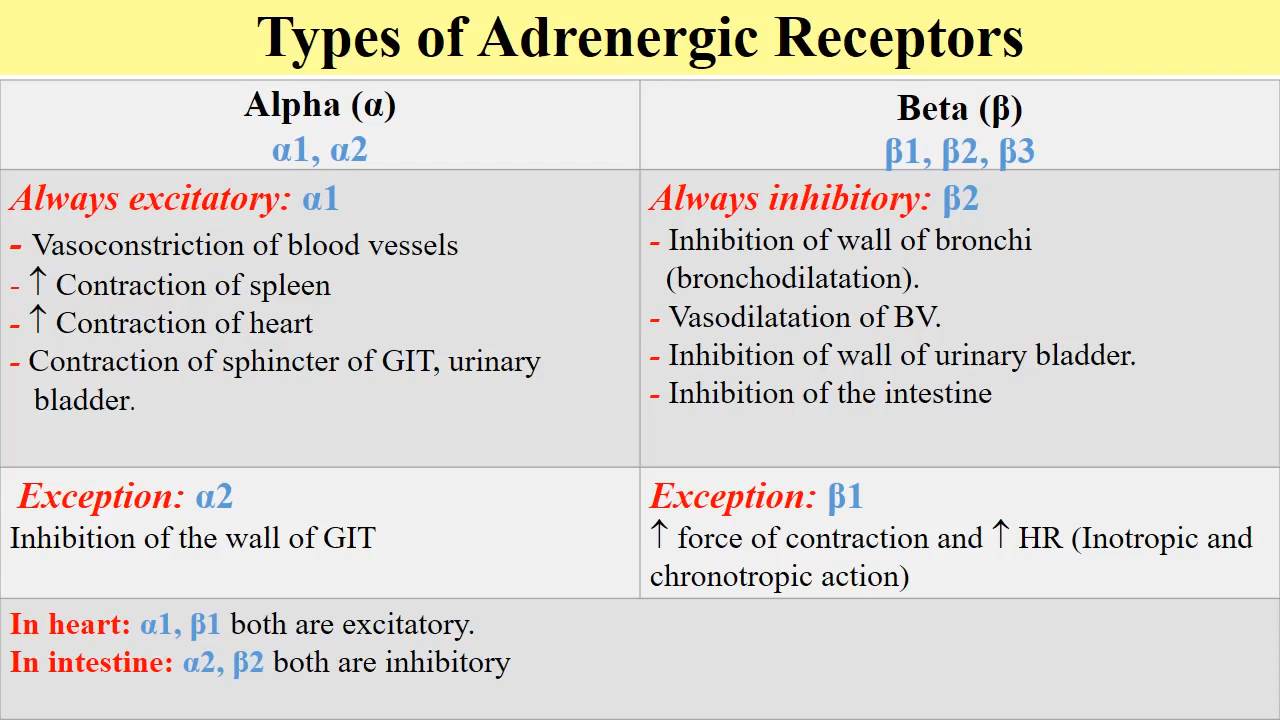 Types of Adrenergic Receptors
Alpha (α)
α1, α2
Beta (β)
β1, β2, β3
Always excitatory: α1
- Vasoconstriction of blood vessels
- ↑ Contraction of spleen
- ↑ Contraction of heart
- Contraction of sphincter of GIT, urinary
bladder.
Always inhibitory: β2
- Inhibition of wall of bronchi
(bronchodilatation).
- Vasodilatation of BV.
- Inhibition of wall of urinary bladder.
- Inhibition of the intestine
Exception: α2
Inhibition of the wall of GIT
Exception: β1
↑ force of contraction and ↑ HR (Inotropic and
chronotropic action)
In heart: α1, β1 both are excitatory.
In intestine: α2, β2 both are inhibitory